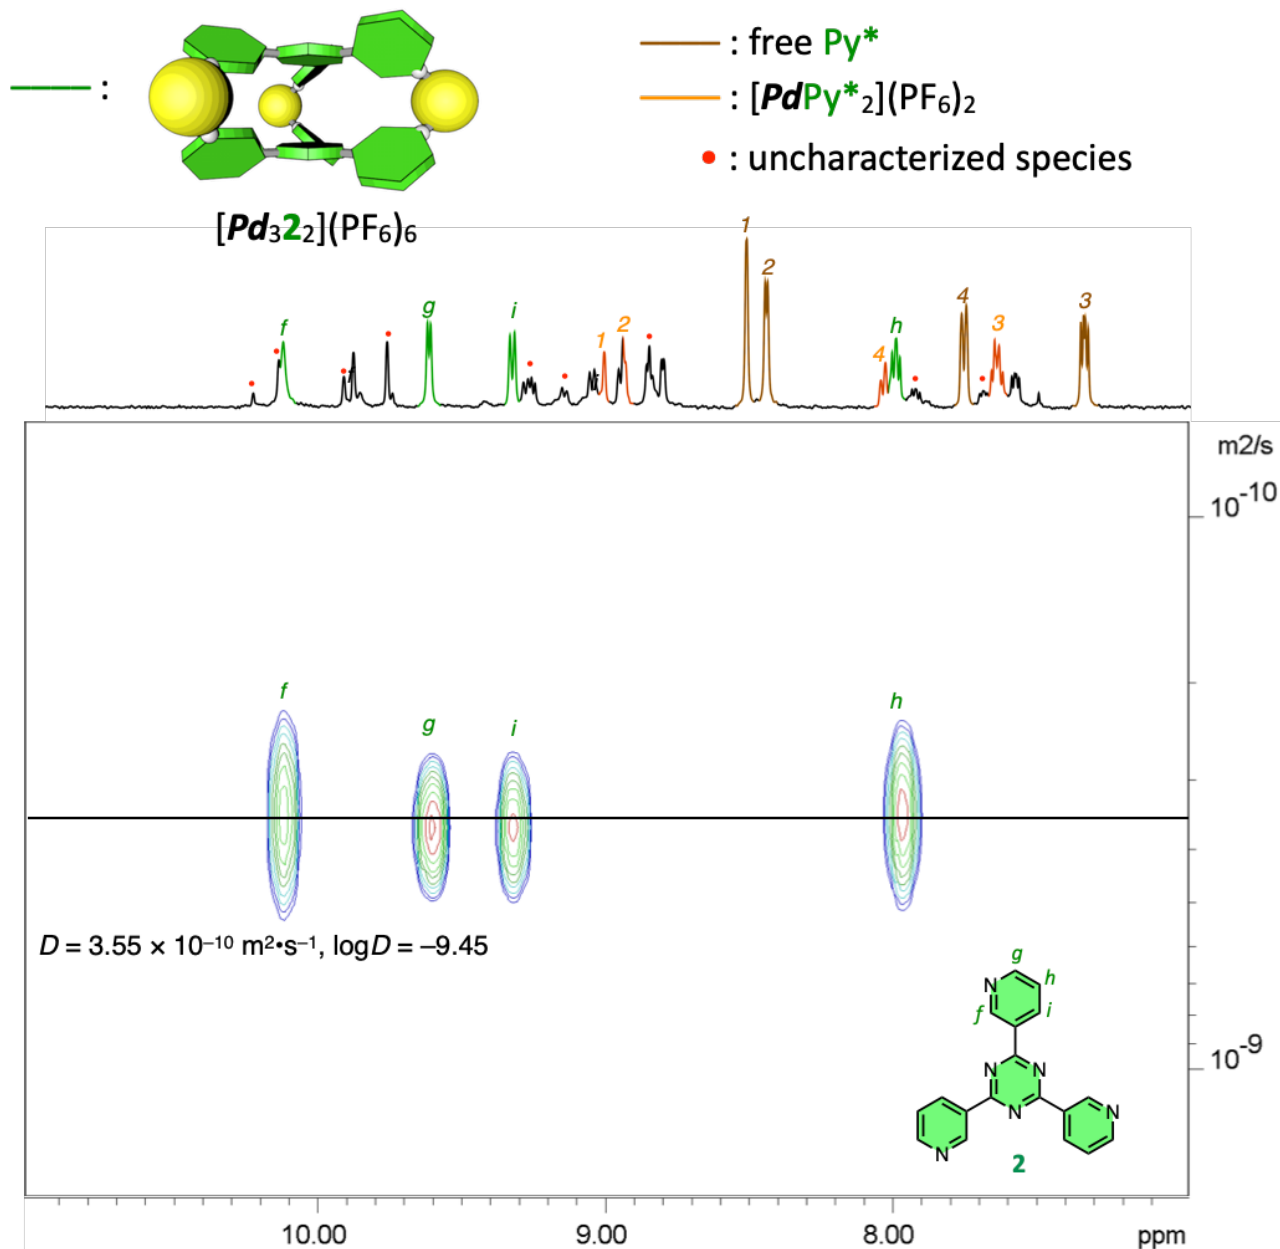 : 
: free Py*
: [PdPy*₂](PF₆)₂
: uncharacterized species
[Pd₃2₂](PF₆)₆
f
g
i
1
2
1
2
4
h
4
3
3
m2/s
10⁻¹⁰
f
g
i
h
D = 3.55 × 10⁻¹⁰ m²•s⁻¹, logD = –9.45
g
N
h
f
i
10⁻⁹
N
N
N
N
N
2
10.00
9.00
8.00
ppm